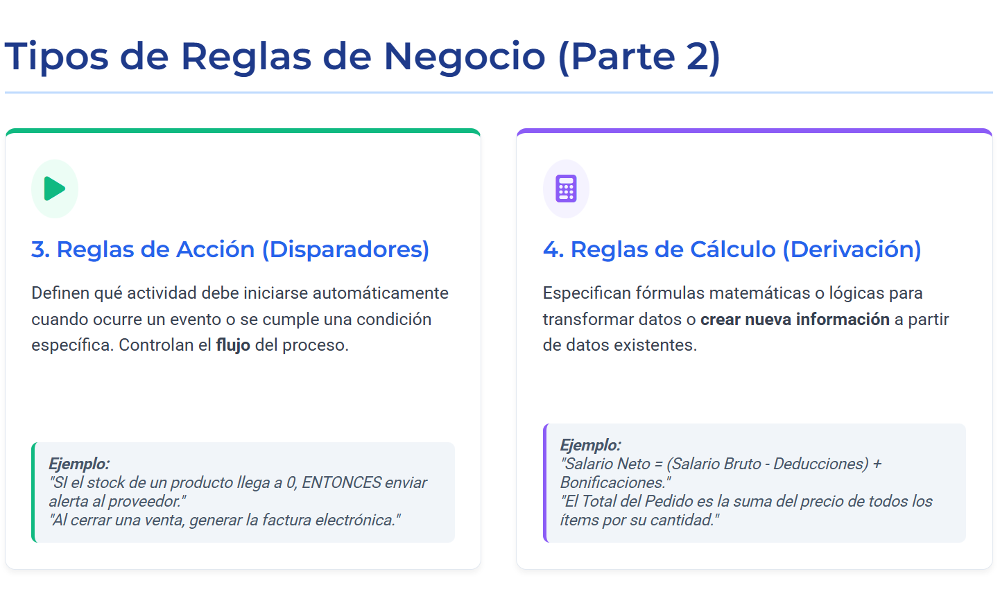 Tipos de Reglas de Negocio (Parte 2)
3. Reglas de Acción (Disparadores)
Definen qué actividad debe iniciarse automáticamente
cuando ocurre un evento o se cumple una condición
específica. Controlan el flujo del proceso.
Ejemplo:
"SI el stock de un producto llega a 0, ENTONCES enviar
alerta al proveedor."
"Al cerrar una venta, generar la factura electrónica."
4. Reglas de Cálculo (Derivación)
Especifican fórmulas matemáticas o lógicas para
transformar datos o crear nueva información a partir
de datos existentes.
Ejemplo:
"Salario Neto = (Salario Bruto - Deducciones) +
Bonificaciones."
"El Total del Pedido es la suma del precio de todos los
ítems por su cantidad."